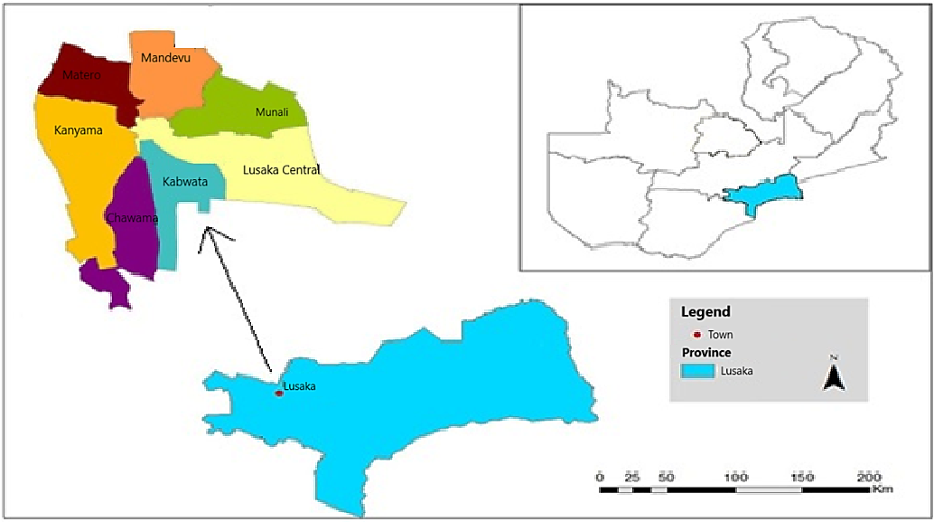 Mandevu
Matero
Munali
Kanyama
Lusaka Central
Kabwata
Chawama
Lusaka
Legend
Town
Province
Lusaka
N
0 25 50 100 150 200
Km